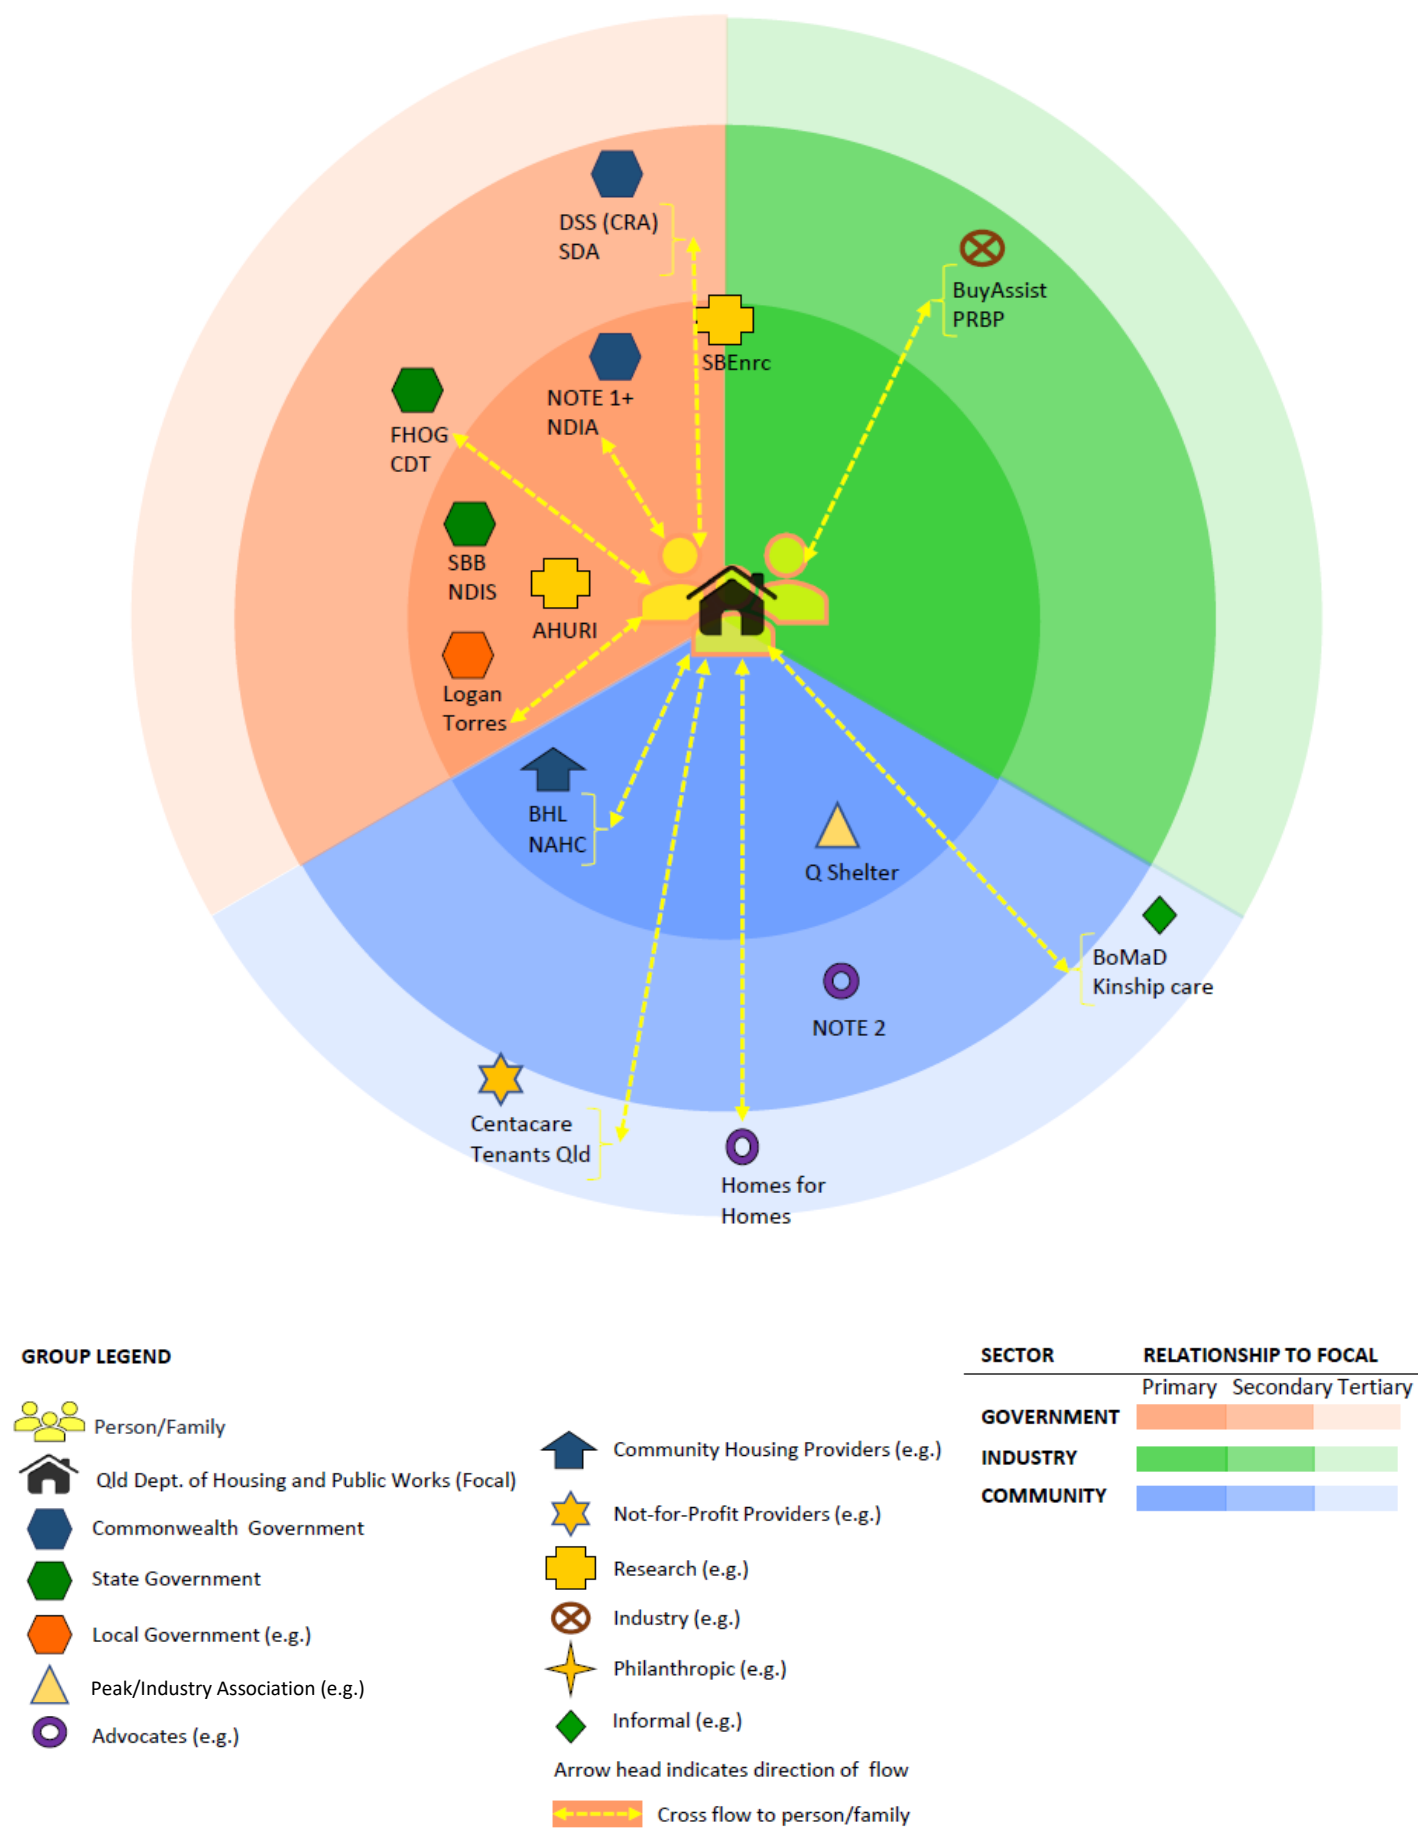 DSS (CRA)
SDA
BuyAssist
PRBP
SBEnrc
NOTE 1+
NDIA
FHOG
CDT
SBB
NDIS
AHURI
Logan
Torres
BHL
NAHC
Q Shelter
BoMaD
Kinship care
NOTE 2
Centacare
Tenants Qld
Homes for
Homes
GROUP LEGEND
Person/Family
Qld Dept. of Housing and Public Works (Focal)
Commonwealth Government
State Government
Local Government (e.g.)
Peak/Industry Association (e.g.)
Advocates (e.g.)
Community Housing Providers (e.g.)
Not-for-Profit Providers (e.g.)
Research (e.g.)
Industry (e.g.)
Philanthropic (e.g.)
Informal (e.g.)
Arrow head indicates direction of flow
Cross flow to person/family
SECTOR RELATIONSHIP TO FOCAL
Primary Secondary Tertiary
GOVERNMENT
INDUSTRY
COMMUNITY